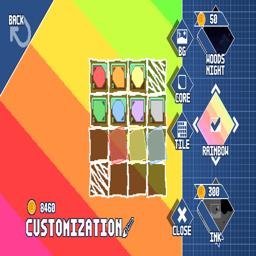 BACK
50
BG
WOODS
NIGHT
CORE
TILE
RAINBOW
8460
300
CUSTOMIZATION
CLOSE
INK